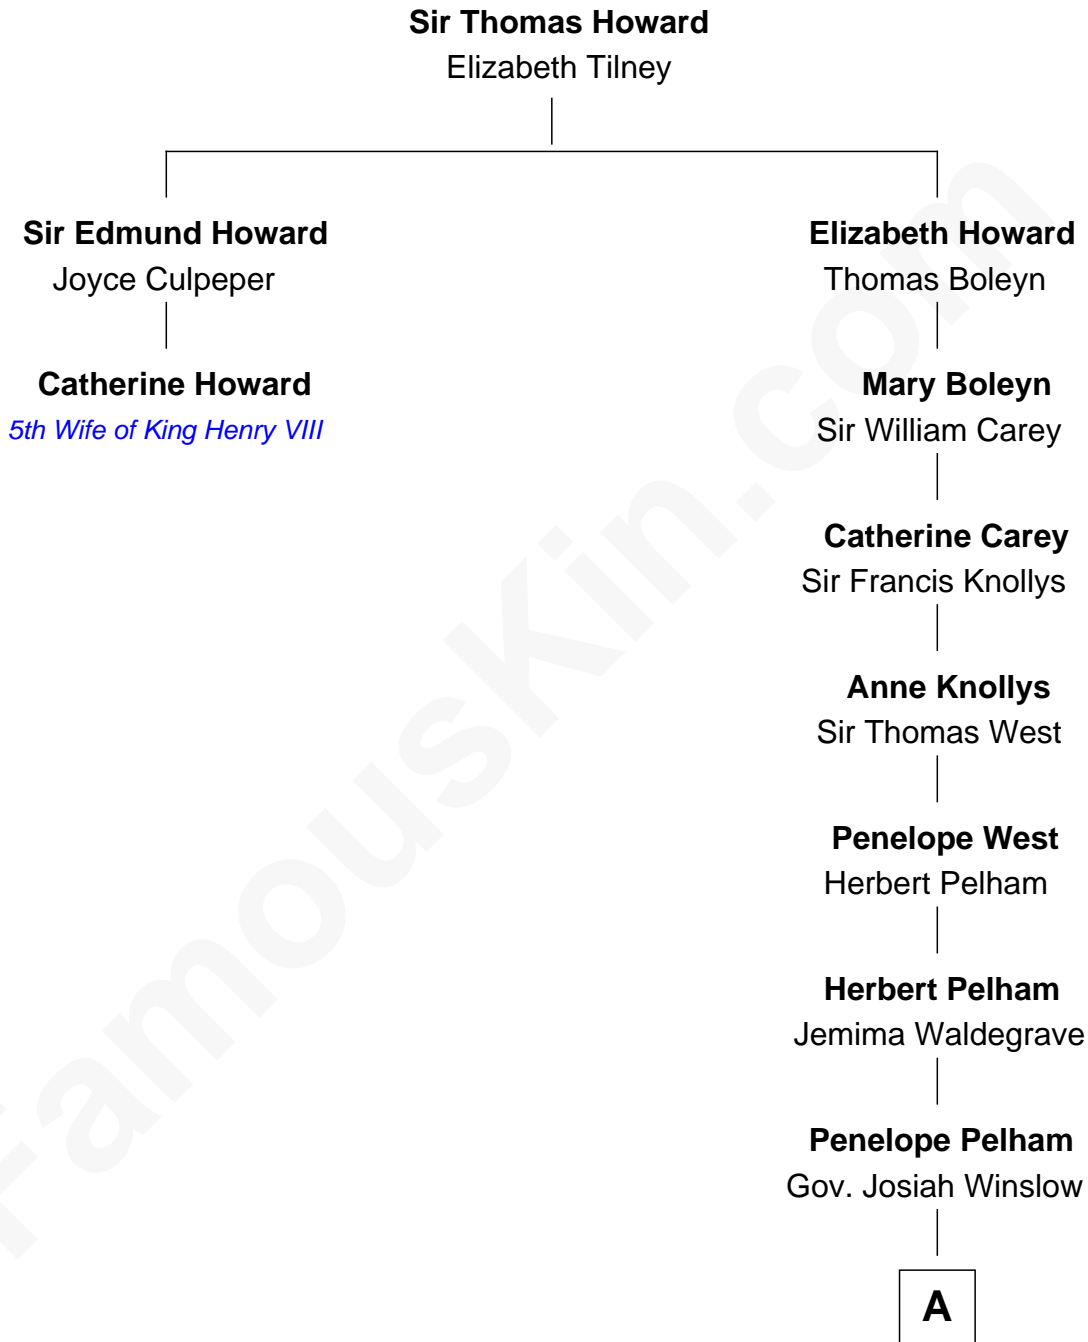 Sir Thomas Howard
Elizabeth Tilney
Sir Edmund Howard
Joyce Culpeper
Catherine Howard
5th Wife of King Henry VIII
Elizabeth Howard
Thomas Boleyn
Mary Boleyn
Sir William Carey
Catherine Carey
Sir Francis Knollys
Anne Knollys
Sir Thomas West
Penelope West
Herbert Pelham
Herbert Pelham
Jemima Waldegrave
Penelope Pelham
Gov. Josiah Winslow
A
FamousKin.com